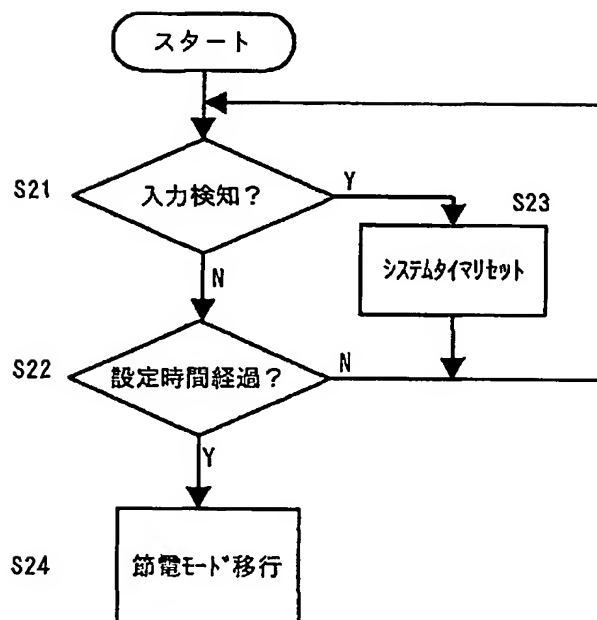 スタート
S21
入力検知?
Y
S23
システムタイマリセット
N
S22
設定時間経過?
N
Y
S24
節電モード移行